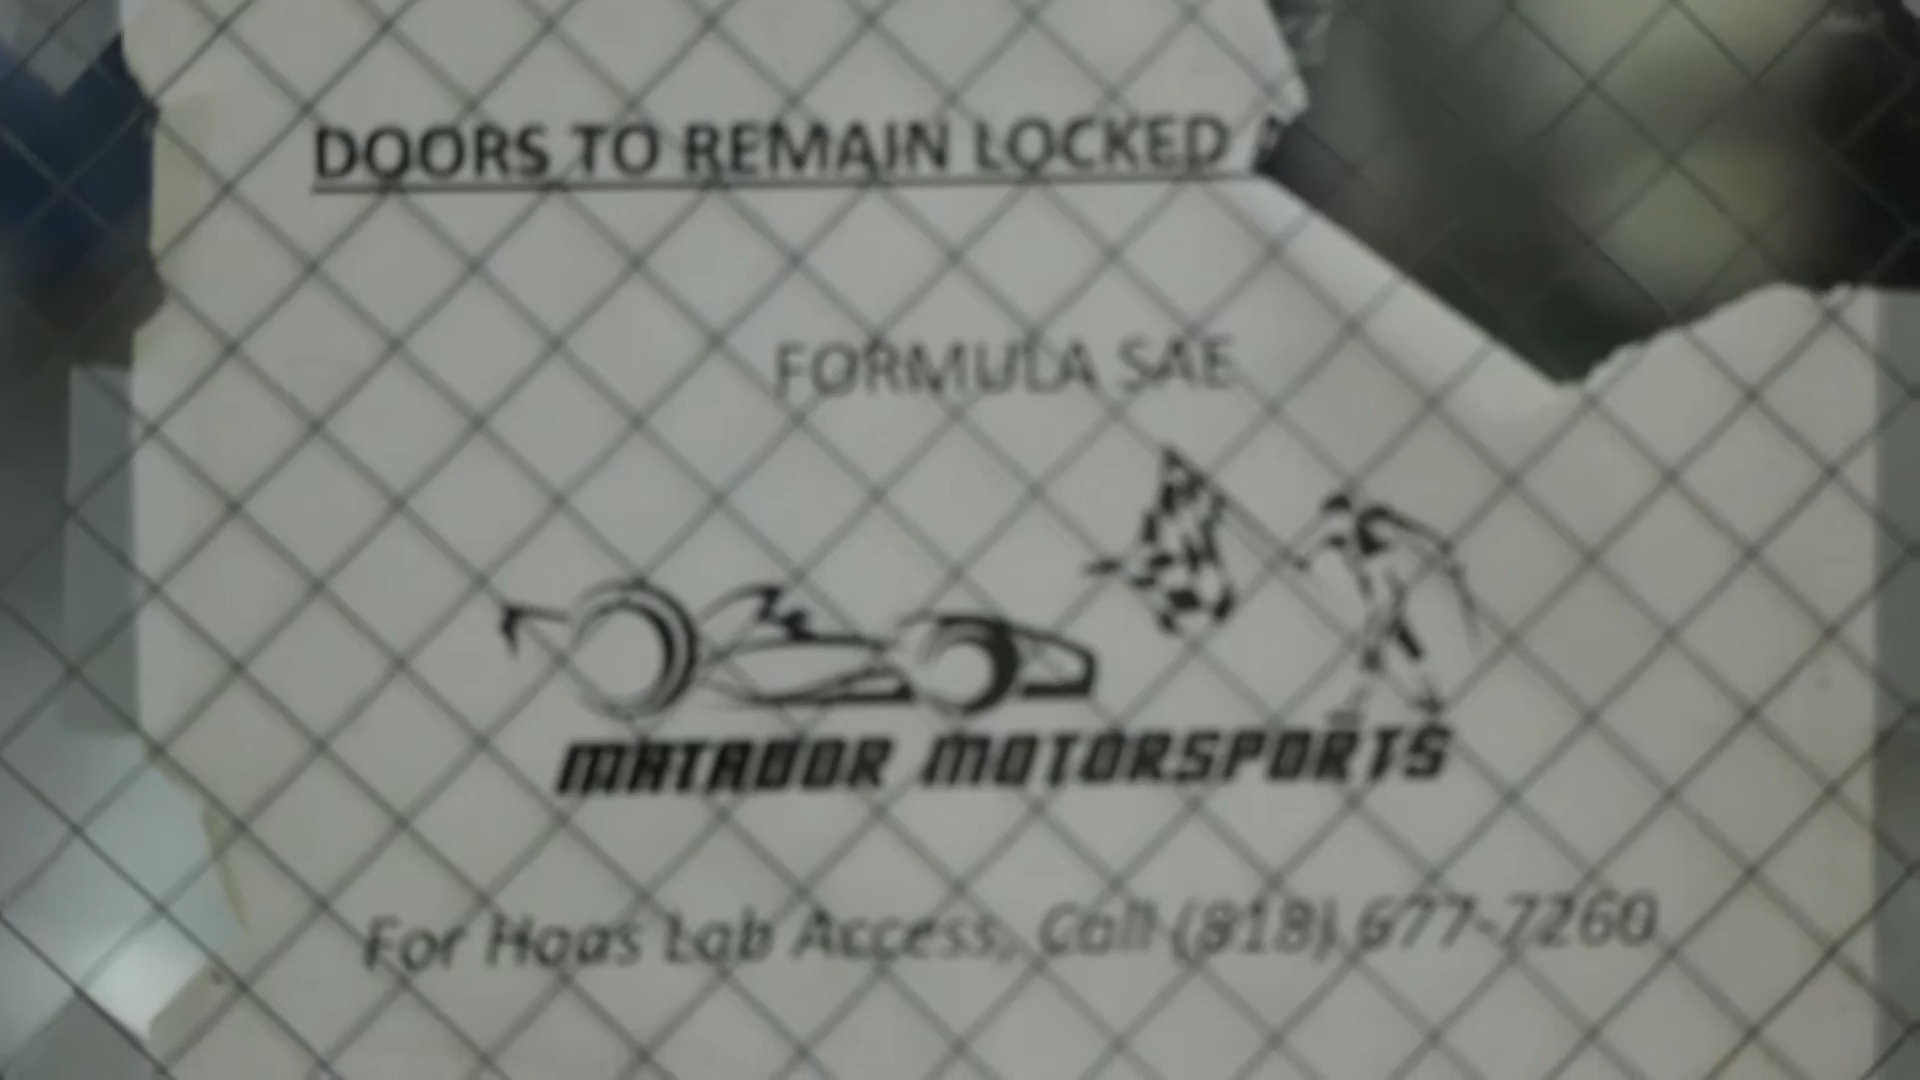 DOORS TO REMAIN LOCKED
FORMULA SAE
MATADOR MOTORSPORTS
For Haas Lab Access, Call (818) 677-7260